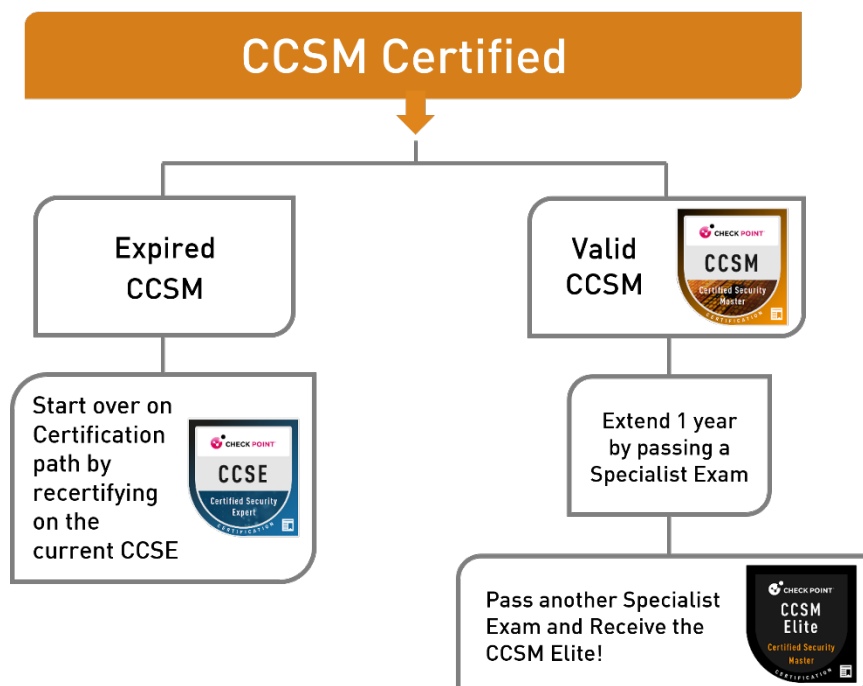 CCSM Certified
Expired
CCSM
Valid
CCSM
CHECK POINT
CCSM
Certified Security
Master
CERTIFICATION
Start over on
Certification
path by
recertifying
on the
current CCSE
CHECK POINT
CCSE
Certified Security
Expert
CERTIFICATION
Extend 1 year
by passing a
Specialist Exam
Pass another Specialist
Exam and Receive the
CCSM Elite!
CHECK POINT
CCSM
Elite
Certified Security
Master
CERTIFICATION